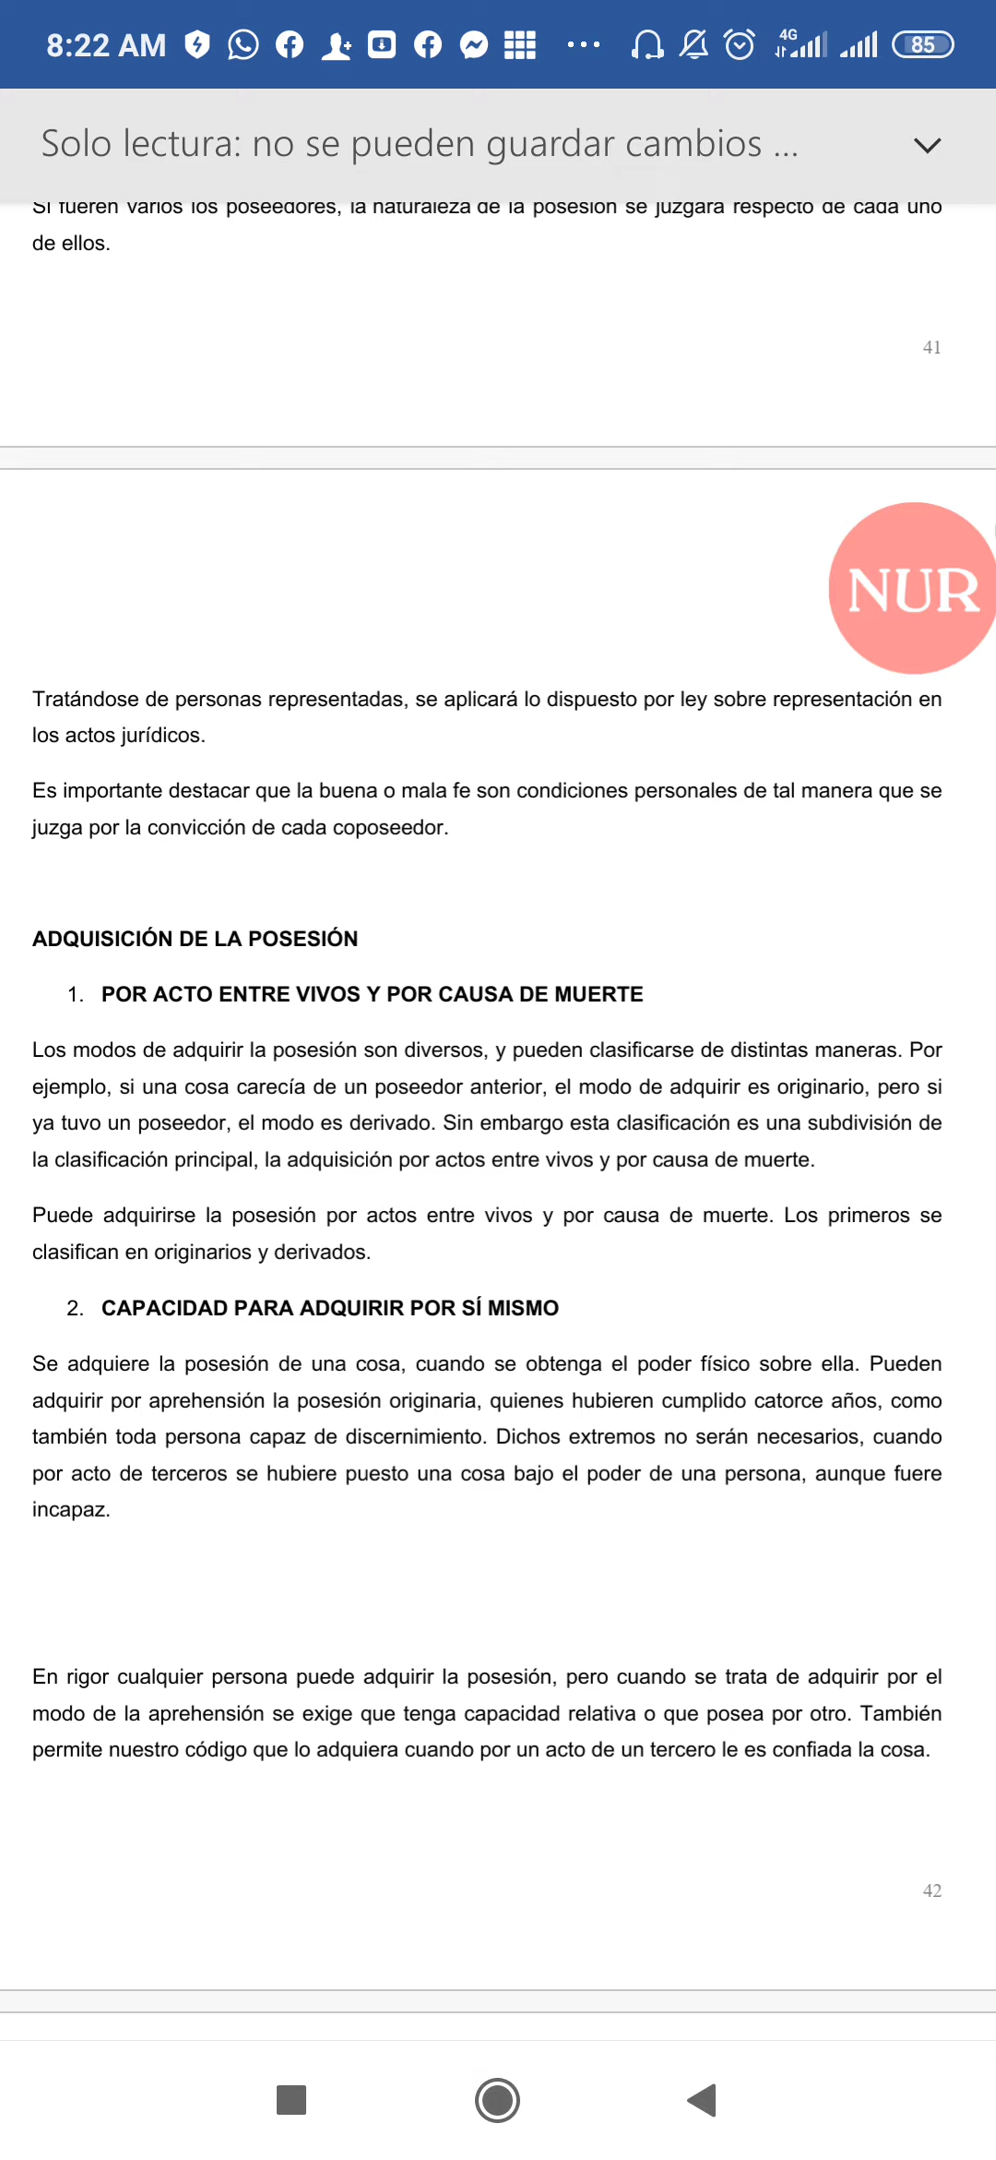 8:22 AM 4G 85
Solo lectura: no se pueden guardar cambios ...
Si fueren varios los poseedores, la naturaleza de la posesión se juzgará respecto de cada uno
de ellos.
41
NUR
Tratándose de personas representadas, se aplicará lo dispuesto por ley sobre representación en
los actos jurídicos.
Es importante destacar que la buena o mala fe son condiciones personales de tal manera que se
juzga por la convicción de cada coposeedor.
ADQUISICIÓN DE LA POSESIÓN
1. POR ACTO ENTRE VIVOS Y POR CAUSA DE MUERTE
Los modos de adquirir la posesión son diversos, y pueden clasificarse de distintas maneras. Por
ejemplo, si una cosa carecía de un poseedor anterior, el modo de adquirir es originario, pero si
ya tuvo un poseedor, el modo es derivado. Sin embargo esta clasificación es una subdivisión de
la clasificación principal, la adquisición por actos entre vivos y por causa de muerte.
Puede adquirirse la posesión por actos entre vivos y por causa de muerte. Los primeros se
clasifican en originarios y derivados.
2. CAPACIDAD PARA ADQUIRIR POR SÍ MISMO
Se adquiere la posesión de una cosa, cuando se obtenga el poder físico sobre ella. Pueden
adquirir por aprehensión la posesión originaria, quienes hubieren cumplido catorce años, como
también toda persona capaz de discernimiento. Dichos extremos no serán necesarios, cuando
por acto de terceros se hubiere puesto una cosa bajo el poder de una persona, aunque fuere
incapaz.
En rigor cualquier persona puede adquirir la posesión, pero cuando se trata de adquirir por el
modo de la aprehensión se exige que tenga capacidad relativa o que posea por otro. También
permite nuestro código que lo adquiera cuando por un acto de un tercero le es confiada la cosa.
42